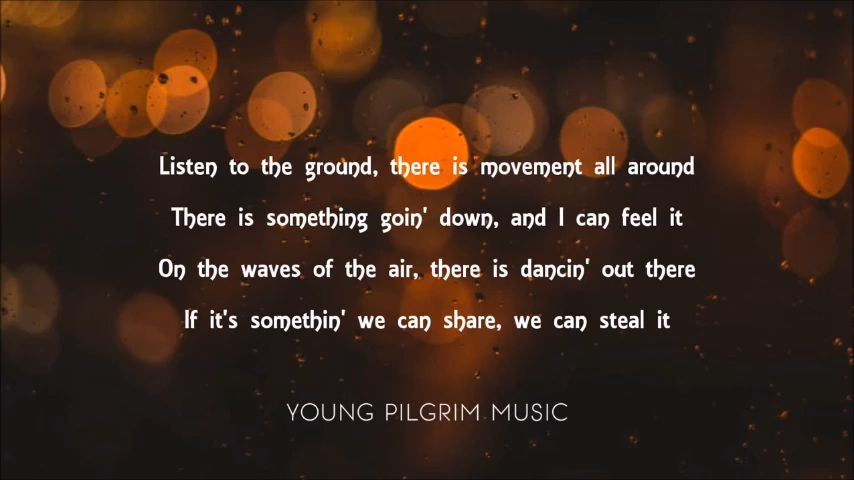 Listen to the ground, there is movement all around
There is something goin' down, and I can feel it
On the waves of the air, there is dancin' out there
If it's somethin' we can share, we can steal it
YOUNG PILGRIM MUSIC